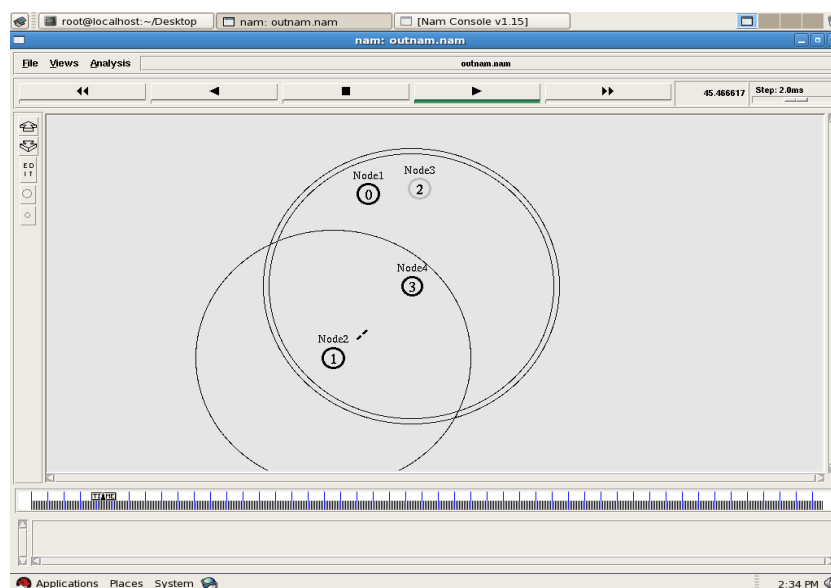 root@localhost:~/Desktop
nam: outnam.nam
[Nam Console v1.15]
nam: outnam.nam
File Views Analysis
outnam.nam
45.466617
Step: 2.0ms
E D
I T
Node1
0
Node3
2
Node4
3
Node2
1
TIME
Applications Places System
2:34 PM